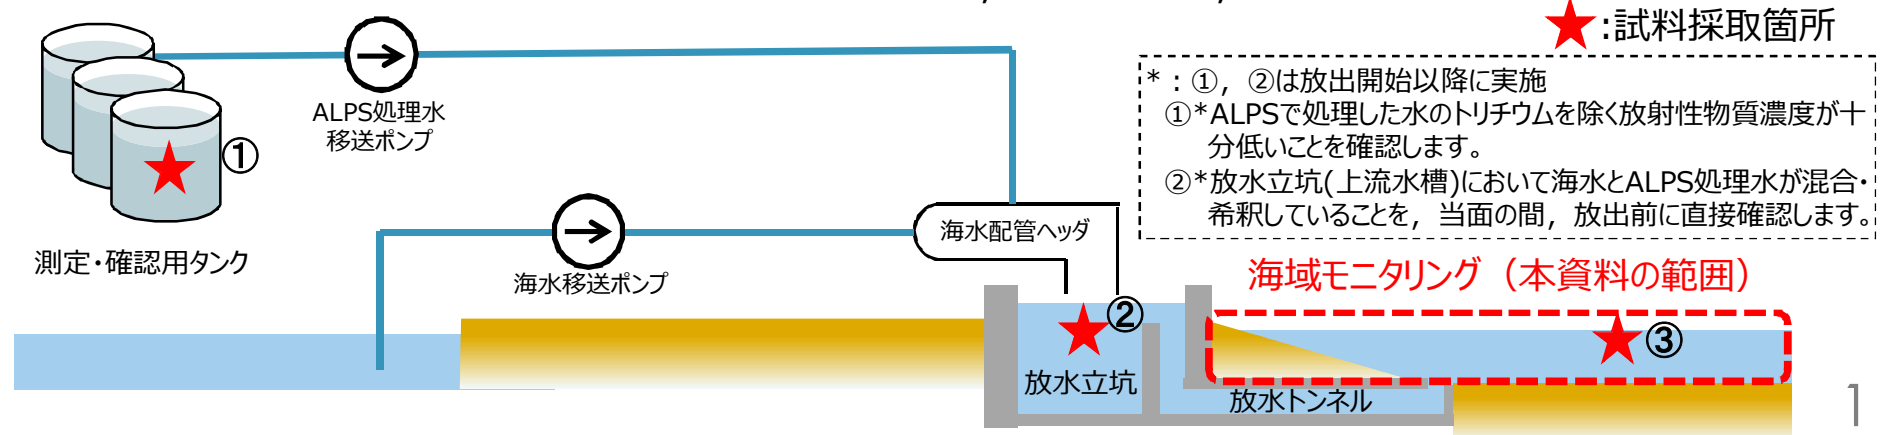 ★:試料採取箇所
*：①，②は放出開始以降に実施
①*ALPSで処理した水のトリチウムを除く放射性物質濃度が十
分低いことを確認します。
②*放水立坑(上流水槽)において海水とALPS処理水が混合・
希釈していることを，当面の間，放出前に直接確認します。
ALPS処理水
移送ポンプ
①
測定・確認用タンク
海水配管ヘッダ
海水移送ポンプ
海域モニタリング（本資料の範囲）
②
③
放水立坑
放水トンネル
1